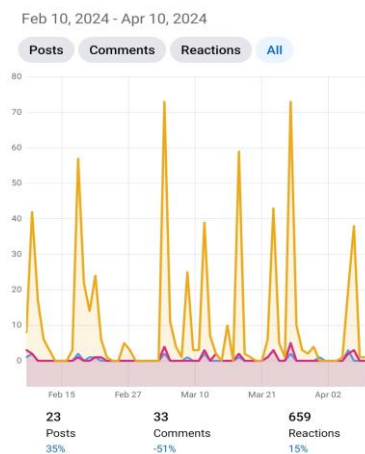 Feb 10, 2024 - Apr 10, 2024
Posts Comments Reactions All
80
70
60
50
40
30
20
10
0
Feb 15 Feb 27 Mar 10 Mar 21 Apr 02
23 33 659
Posts Comments Reactions
35% -51% 15%